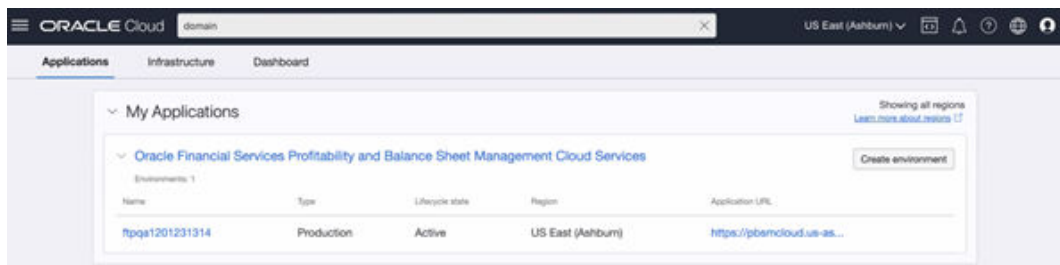 ORACLE Cloud
domain
US East (Ashburn)
Applications
Infrastructure
Dashboard
My Applications
Showing all regions
Learn more about regions
Oracle Financial Services Profitability and Balance Sheet Management Cloud Services
Create environment
Environments: 1
Name
Type
Lifecycle state
Region
Application URL
ftpqa1201231314
Production
Active
US East (Ashburn)
https://pbsmcloud.us-as...